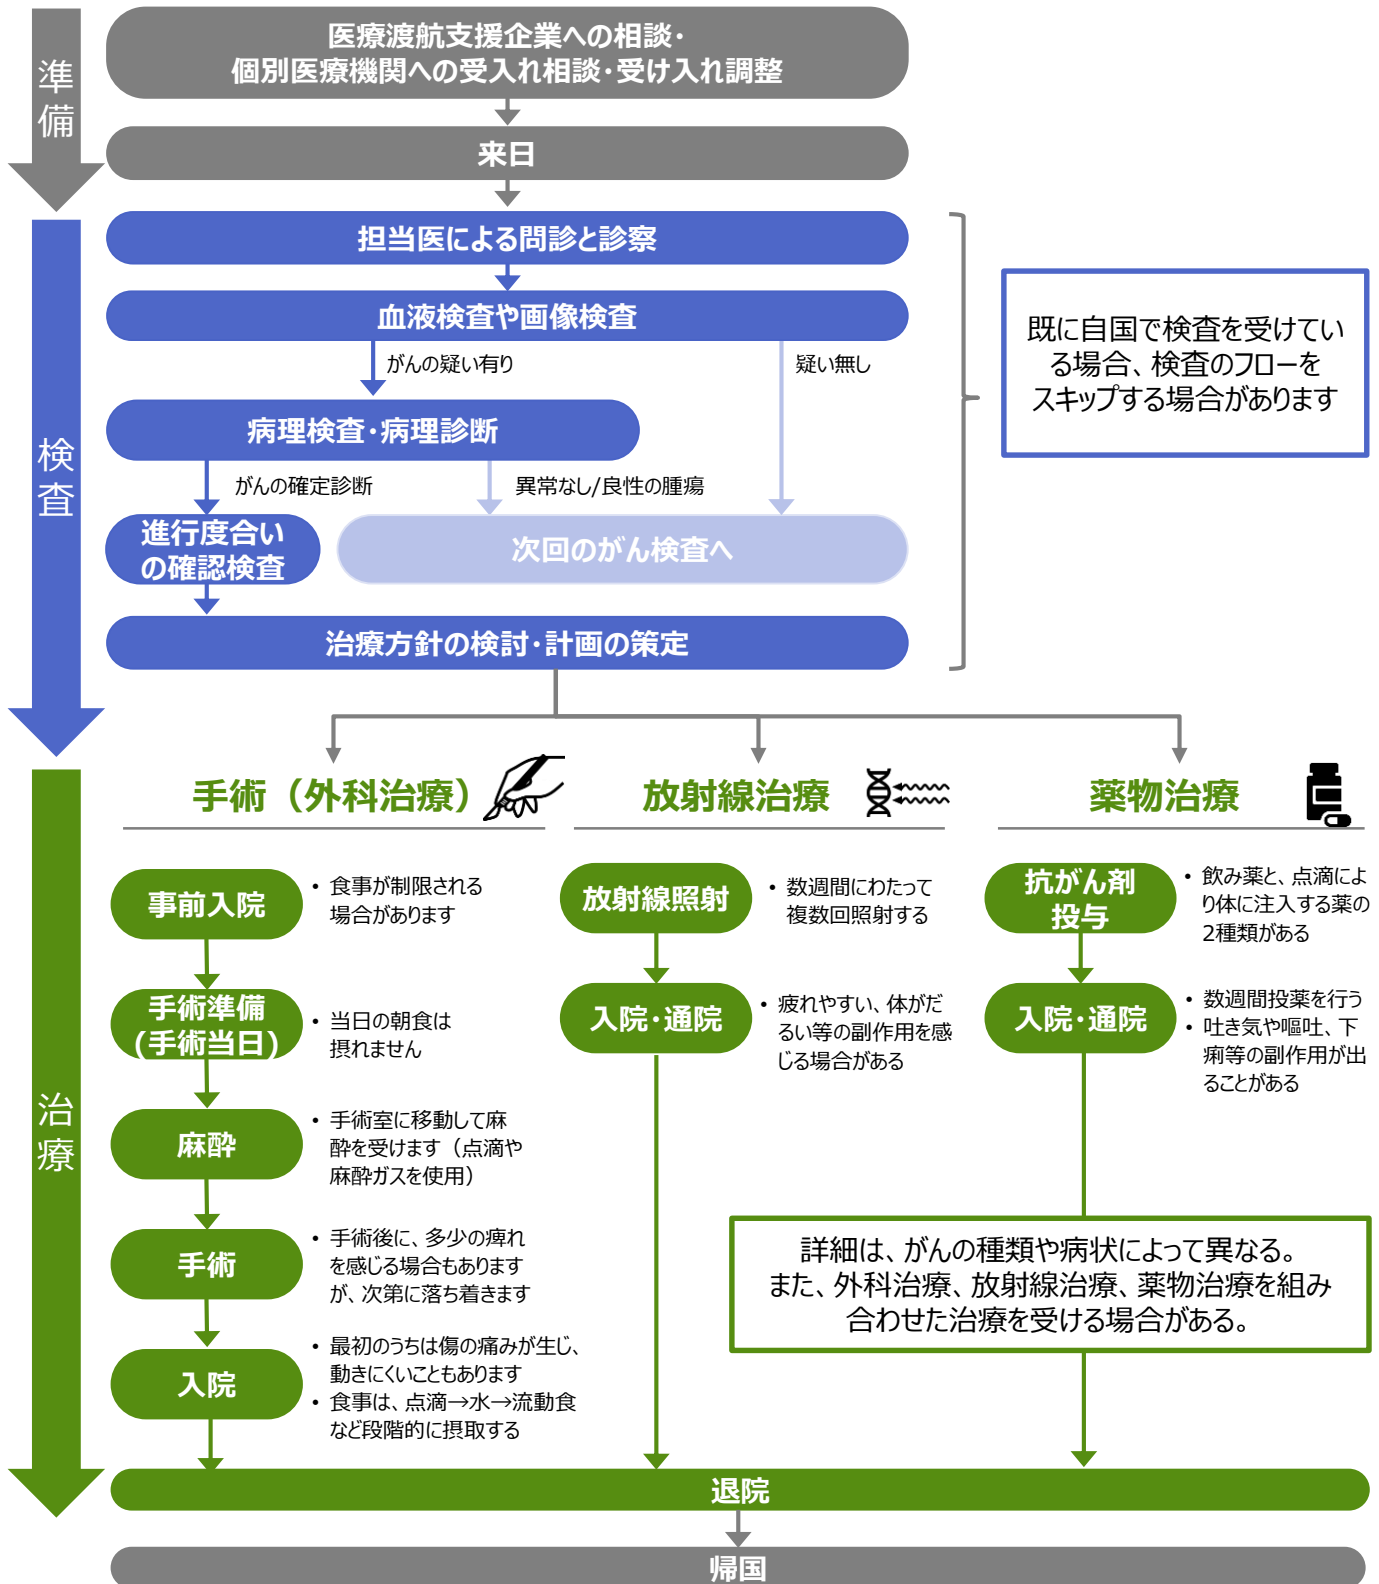 準備
医療渡航支援企業への相談・
個別医療機関への受入れ相談・受け入れ調整
来日
検査
担当医による問診と診察
血液検査や画像検査
がんの疑い有り
疑い無し
既に自国で検査を受けてい
る場合、検査のフローを
スキップする場合があります
病理検査・病理診断
がんの確定診断
異常なし/良性の腫瘍
進行度合い
の確認検査
次回のがん検査へ
治療方針の検討・計画の策定
治療
手術（外科治療）
事前入院
• 食事が制限される
場合があります
手術準備
（手術当日）
• 当日の朝食は
摂れません
麻酔
• 手術室に移動して麻
酔を受けます（点滴や
麻酔ガスを使用）
手術
• 手術後に、多少の痺れ
を感じる場合もあります
が、次第に落ち着きます
入院
• 最初のうちは傷の痛みが生じ、
動きにくいこともあります
• 食事は、点滴→水→流動食
など段階的に摂取する
放射線治療
放射線照射
• 数週間にわたって
複数回照射する
入院・通院
• 疲れやすい、体がだ
るい等の副作用を感
じる場合がある
薬物治療
抗がん剤
投与
• 飲み薬と、点滴によ
り体に注入する薬の
2種類がある
入院・通院
• 数週間投薬を行う
• 吐き気や嘔吐、下
痢等の副作用が出
ることがある
詳細は、がんの種類や病状によって異なる。
また、外科治療、放射線治療、薬物治療を組み
合わせた治療を受ける場合がある。
退院
帰国